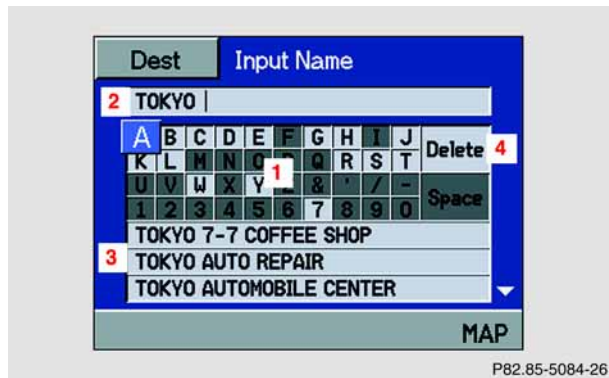 Dest Input Name
2 TOKYO
A B C D E F G H I J Delete 4
K L M N O P Q R S T
1
U V W X Y Z & ' / - Space
1 2 3 4 5 6 7 8 9 0
TOKYO 7-7 COFFEE SHOP
3 TOKYO AUTO REPAIR
TOKYO AUTOMOBILE CENTER
MAP
P82.85-5084-26